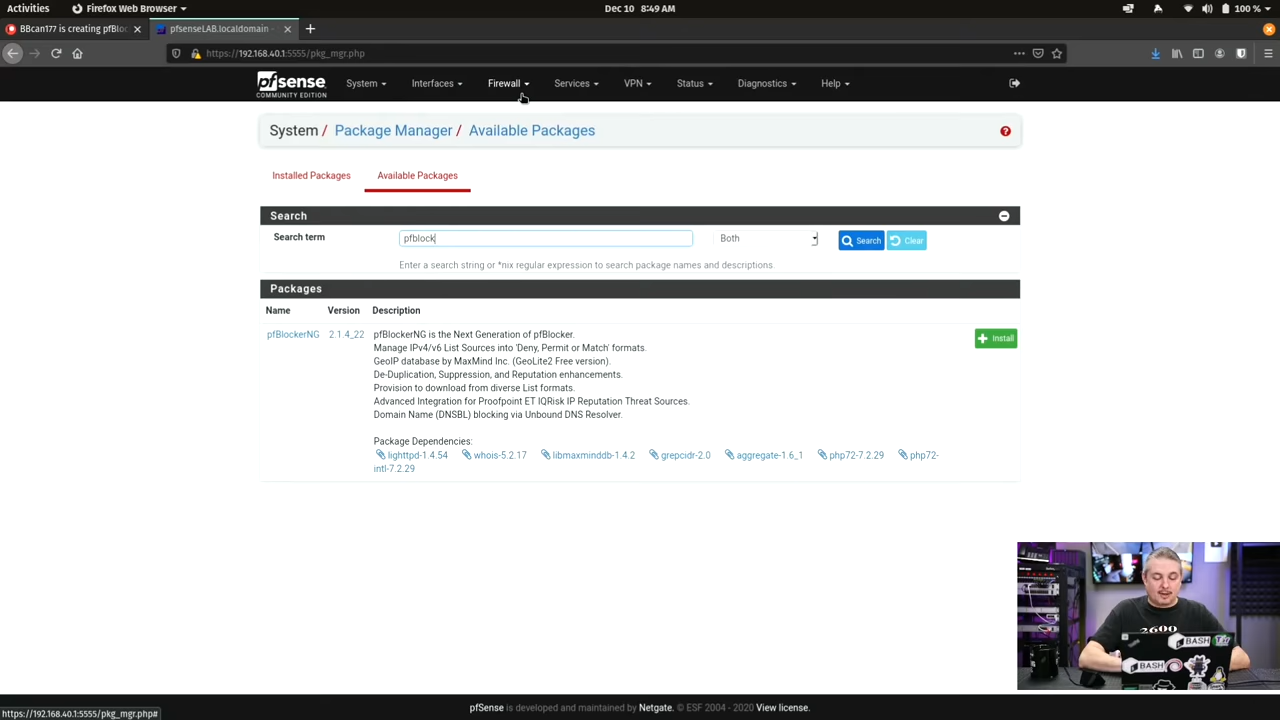 Activities
Firefox Web Browser
Dec 10 8:49 AM
100 %
BBcan177 is creating pfBloc
pfsenseLAB.localdomain -
https://192.168.40.1:5555/pkg_mgr.php
pfsense
COMMUNITY EDITION
System
Interfaces
Firewall
Services
VPN
Status
Diagnostics
Help
System / Package Manager / Available Packages
Installed Packages
Available Packages
Search
Search term
pfblock
Both
Search
Clear
Enter a search string or *nix regular expression to search package names and descriptions.
Packages
Name
Version
Description
pfBlockerNG
2.1.4_22
pfBlockerNG is the Next Generation of pfBlocker.
Manage IPv4/v6 List Sources into 'Deny, Permit or Match' formats.
GeoIP database by MaxMind Inc. (GeoLite2 Free version).
De-Duplication, Suppression, and Reputation enhancements.
Provision to download from diverse List formats.
Advanced Integration for Proofpoint ET IQRisk IP Reputation Threat Sources.
Domain Name (DNSBL) blocking via Unbound DNS Resolver.
Install
Package Dependencies:
lighttpd-1.4.54 whois-5.2.17 libmaxminddb-1.4.2 grepcidr-2.0 aggregate-1.6_1 php72-7.2.29 php72-
intl-7.2.29
2600
BASH
BASH
pfSense is developed and maintained by Netgate. © ESF 2004 - 2020 View license.
https://192.168.40.1:5555/pkg_mgr.php#